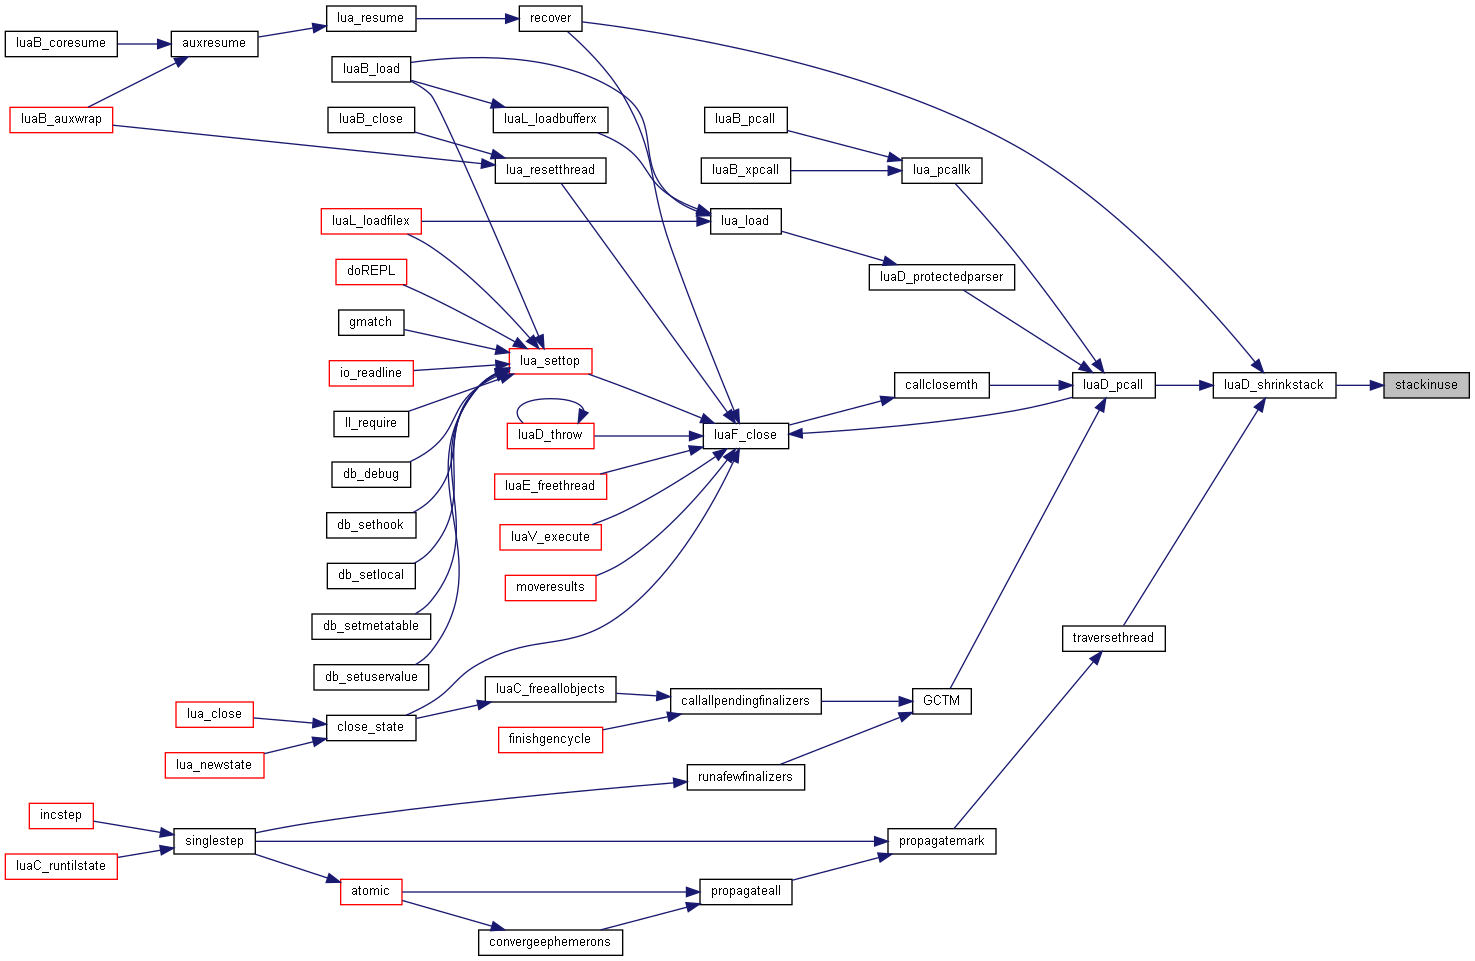 lua_resume
recover
luaB_coresume
auxresume
luaB_load
luaB_auxwrap
luaB_close
luaL_loadbufferx
luaB_pcall
lua_resetthread
luaB_xpcall
lua_pcallk
luaL_loadfilex
lua_load
doREPL
luaD_protectedparser
gmatch
lua_settop
io_readline
callclosemth
luaD_pcall
luaD_shrinkstack
stackinuse
ll_require
luaD_throw
luaF_close
db_debug
luaE_freethread
db_sethook
luaV_execute
db_setlocal
moveresults
db_setmetatable
traversethread
db_setuservalue
luaC_freeallobjects
callallpendingfinalizers
GCTM
lua_close
close_state
finishgencycle
lua_newstate
runafewfinalizers
incstep
singlestep
propagatemark
luaC_runtilstate
atomic
propagateall
convergeephemerons